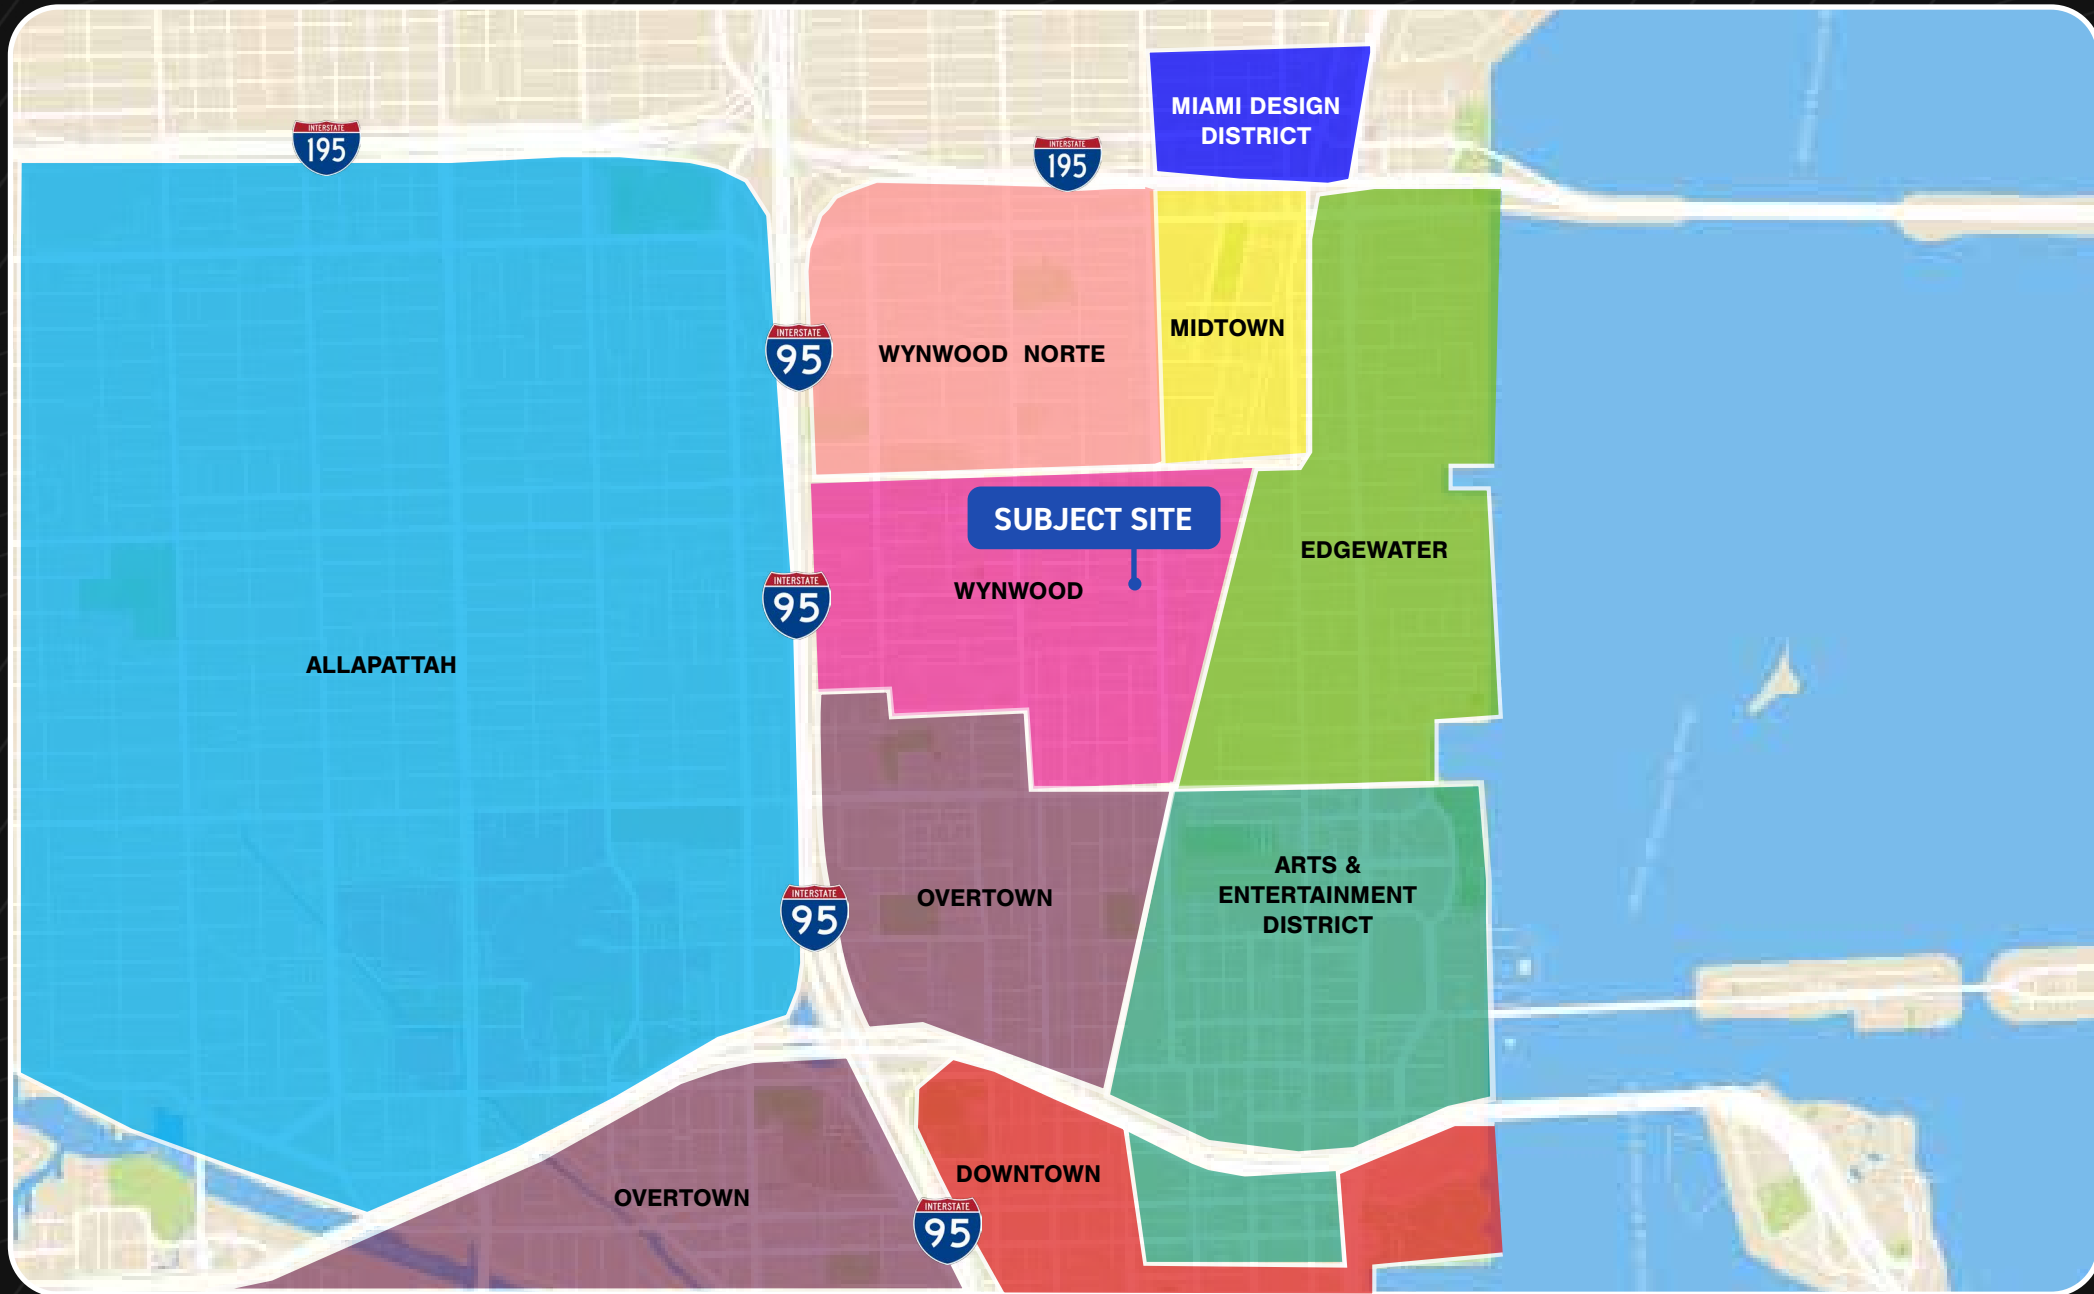 MIAMI DESIGN
DISTRICT
INTERSTATE
195
INTERSTATE
195
MIDTOWN
INTERSTATE
95
WYNWOOD NORTE
SUBJECT SITE
EDGEWATER
INTERSTATE
95
WYNWOOD
ALLAPATTAH
ARTS &
ENTERTAINMENT
DISTRICT
OVERTOWN
INTERSTATE
95
DOWNTOWN
OVERTOWN
INTERSTATE
95